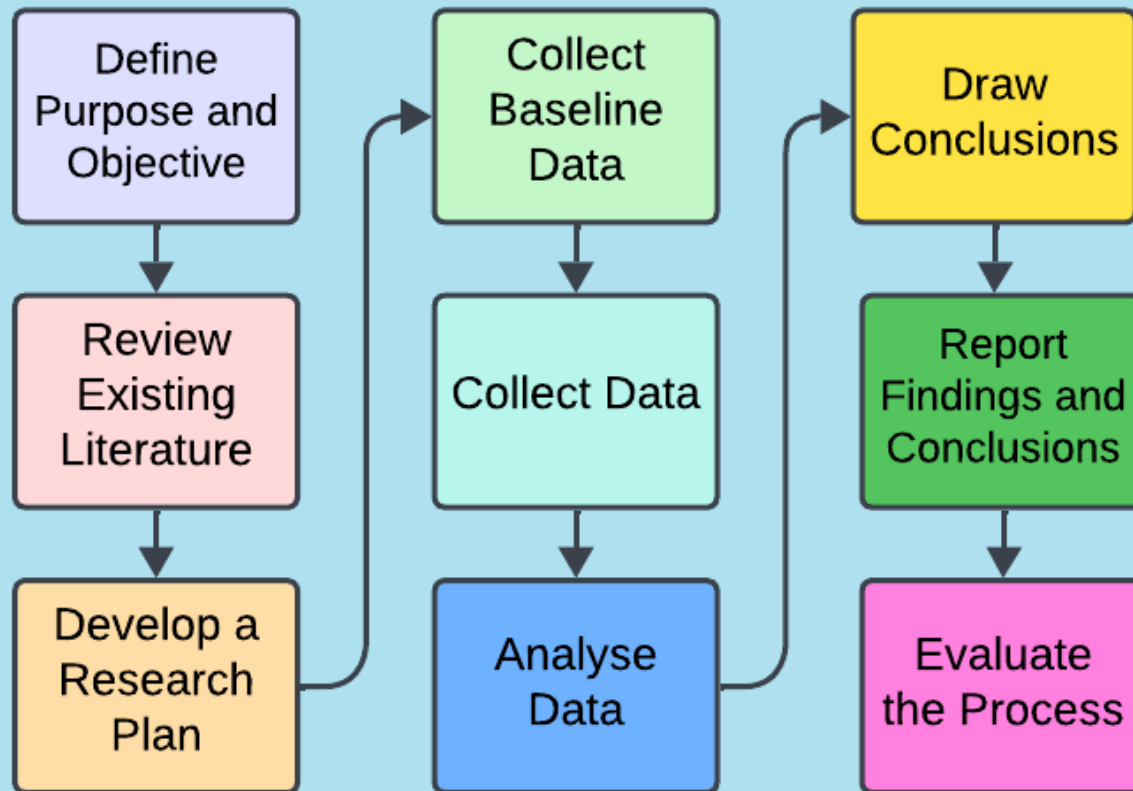 Define
Purpose and
Objective
Review
Existing
Literature
Develop a
Research
Plan
Collect
Baseline
Data
Collect Data
Analyse
Data
Draw
Conclusions
Report
Findings and
Conclusions
Evaluate
the Process